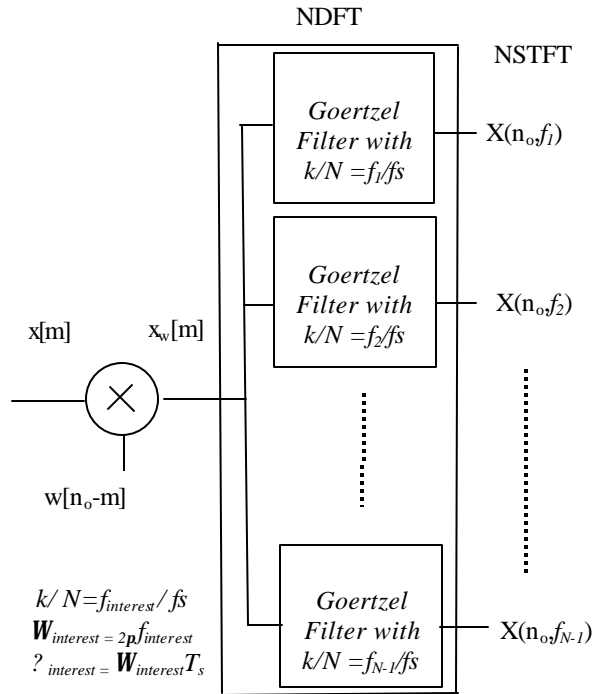 NDFT
NSTFT
Goertzel
Filter with
k/N =f1/fs
X(no,f1)
Goertzel
Filter with
k/N =f2/fs
X(no,f2)
x[m]
xw[m]
w[no-m]
k/ N=finterest/ fs
Winterest = 2pfinterest
? interest = WinterestTs
Goertzel
Filter with
k/N =fN-1/fs
X(no,fN-1)